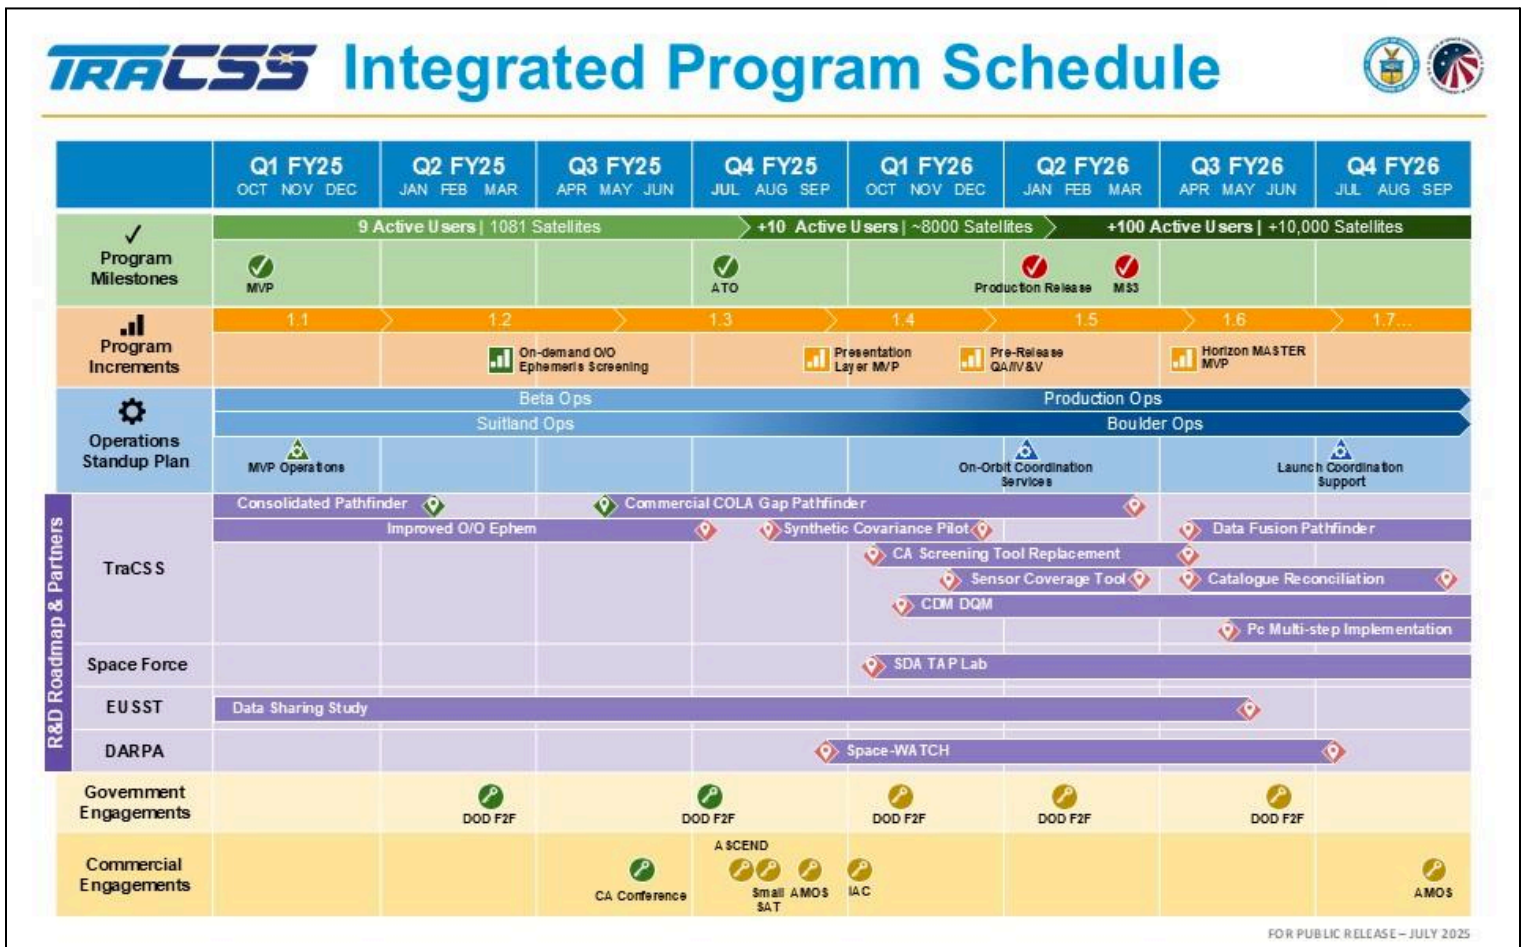 TRACSS Integrated Program Schedule
Q1 FY25
OCT NOV DEC
Q2 FY25
JAN FEB MAR
Q3 FY25
APR MAY JUN
Q4 FY25
JUL AUG SEP
Q1 FY26
OCT NOV DEC
Q2 FY26
JAN FEB MAR
Q3 FY26
APR MAY JUN
Q4 FY26
JUL AUG SEP
Program
Milestones
9 Active Users | 1081 Satellites
+10 Active Users | ~8000 Satellites
+100 Active Users | +10,000 Satellites
MVP
ATO
Production Release
MS3
Program
Increments
1.1
1.2
1.3
1.4
1.5
1.6
1.7...
On-demand O/O
Ephemeris Screening
Presentation
Layer MVP
Pre-Release
QA/IV&V
Horizon MASTER
MVP
Operations
Standup Plan
Beta Ops
Production Ops
Suitland Ops
Boulder Ops
MVP Operations
On-Orbit Coordination
Services
Launch Coordination
Support
R&D Roadmap & Partners
TraCSS
Consolidated Pathfinder
Commercial COLA Gap Pathfinder
Improved O/O Ephem
Synthetic Covariance Pilot
Data Fusion Pathfinder
CA Screening Tool Replacement
Sensor Coverage Tool
Catalogue Reconciliation
CDM DQM
Pc Multi-step Implementation
Space Force
SDA TAP Lab
EUSST
Data Sharing Study
DARPA
Space-WATCH
Government
Engagements
DOD F2F
DOD F2F
DOD F2F
DOD F2F
DOD F2F
Commercial
Engagements
CA Conference
ASCEND
Small
SAT
AMOS
IAC
AMOS
FOR PUBLIC RELEASE – JULY 2025